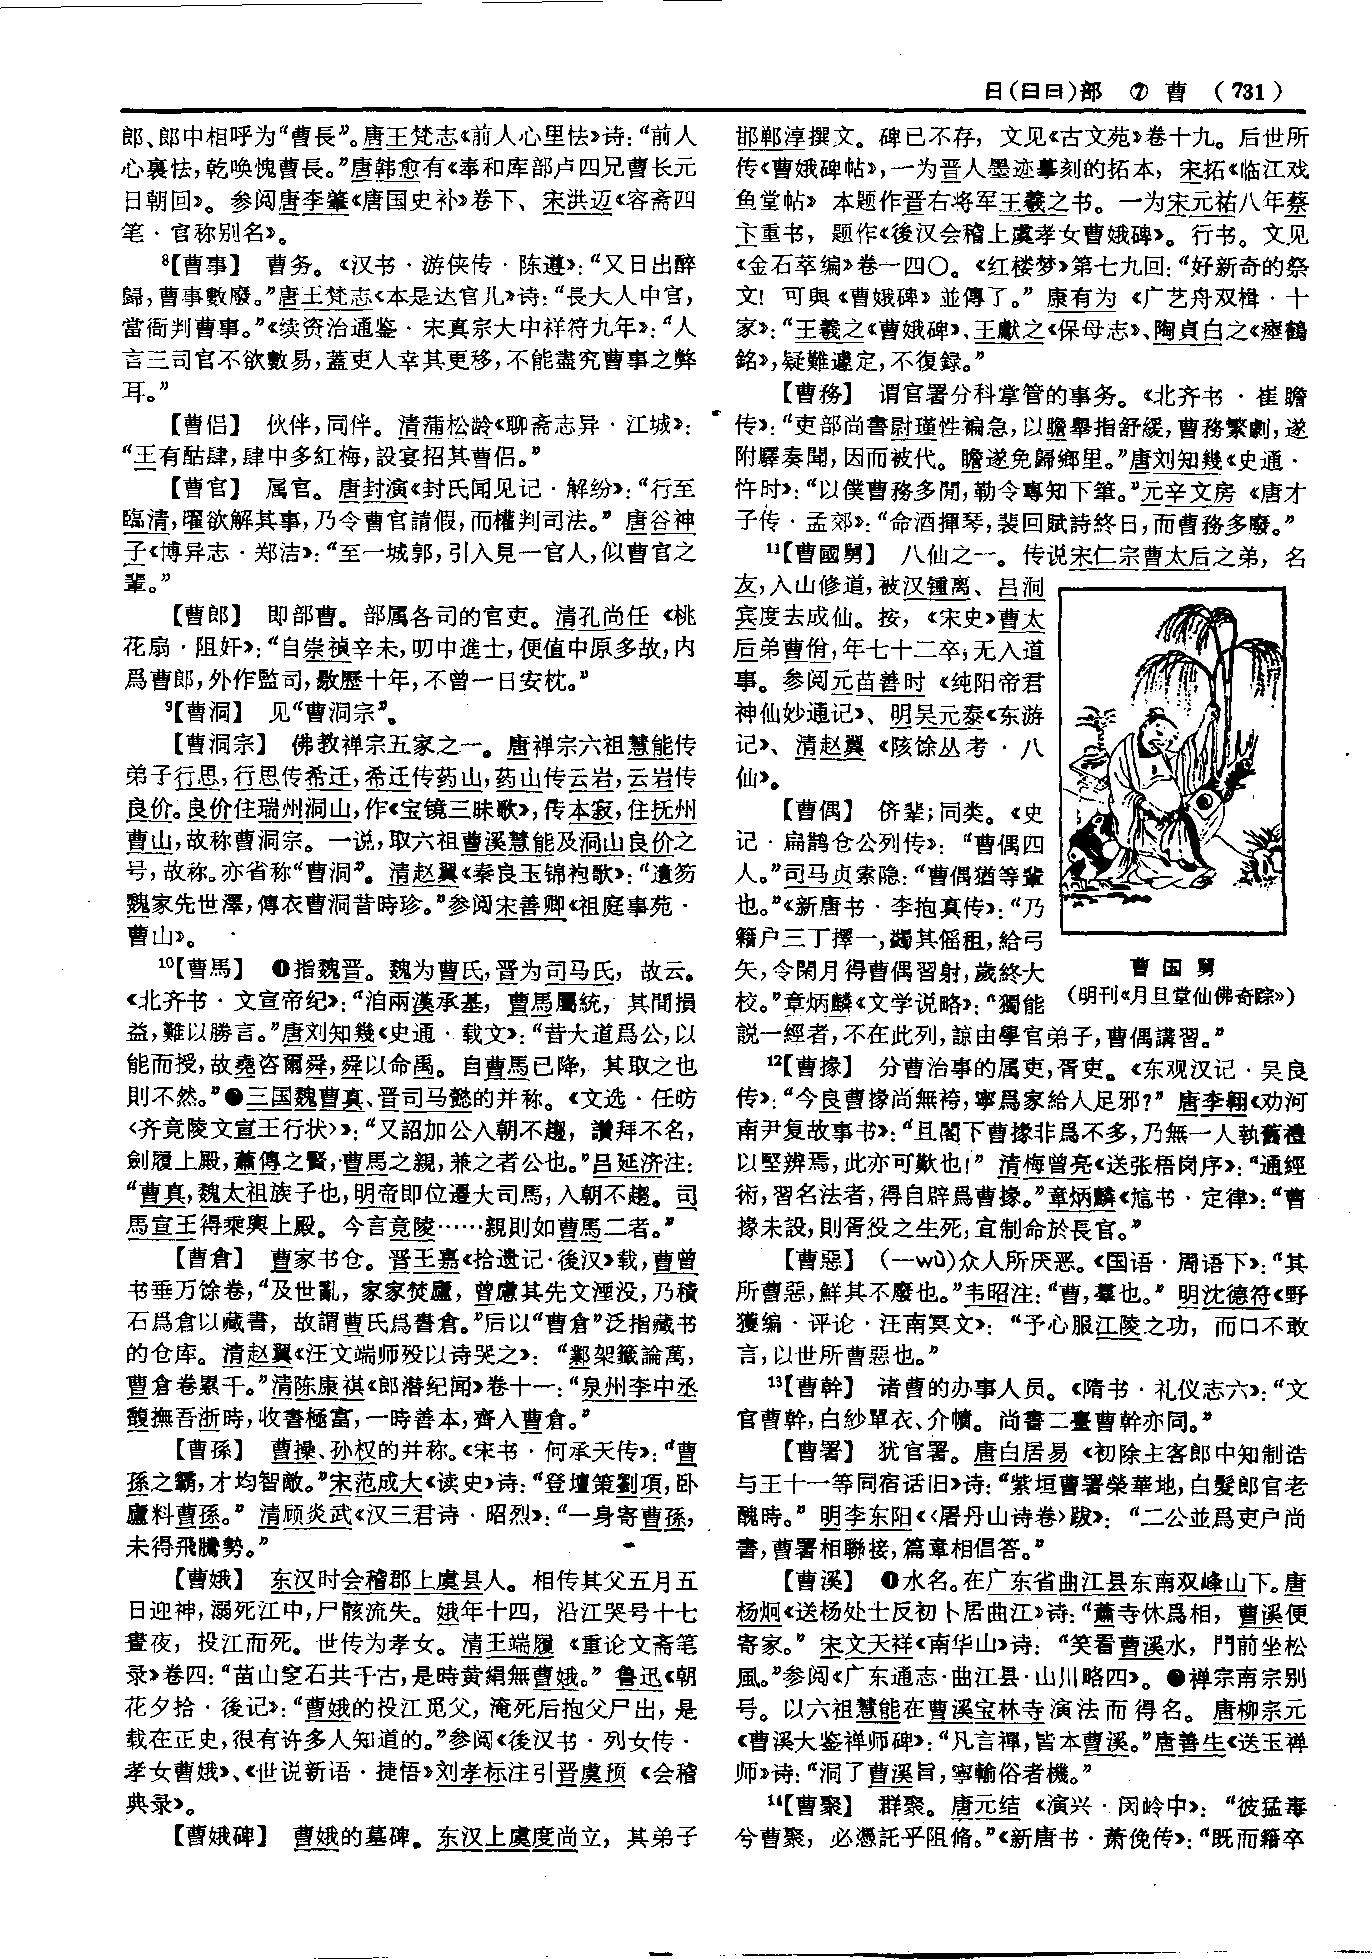 日(曰⺜)部 ⑦ 曹 (731)
郎、郎中相呼为“曹長”。唐王梵志《前人心里怯》诗：“前人
心裏怯，乾唤愧曹長。”唐韩愈有《奉和库部卢四兄曹长元
日朝回》。参阅唐李肇《唐国史补》卷下、宋洪迈《容斋四
笔·官称别名》。
8【曹事】 曹务。《汉书·游侠传·陈遵》：“又日出醉
歸，曹事數廢。”唐王梵志《本是达官儿》诗：“長大人中官，
當衙判曹事。”《续资治通鉴·宋真宗大中祥符九年》：“人
言三司官不欲數易，蓋吏人幸其更移，不能盡究曹事之弊
耳。”
【曹侣】 伙伴，同伴。清蒲松龄《聊斋志异·江城》：
“王有酤肆，肆中多紅梅，設宴招其曹侣。”
【曹官】 属官。唐封演《封氏闻见记·解纷》：“行至
臨清，曜欲解其事，乃令曹官請假，而權判司法。” 唐谷神
子《博异志·郑洁》：“至一城郭，引入見一官人，似曹官之
輩。”
【曹郎】 即部曹。部属各司的官吏。清孔尚任《桃
花扇·阻奸》：“自崇禎辛未，叨中進士，便值中原多故，内
爲曹郎，外作監司，敭歷十年，不曾一日安枕。”
9【曹洞】 见“曹洞宗”。
【曹洞宗】 佛教禅宗五家之一。唐禅宗六祖慧能传
弟子行思，行思传希迁，希迁传药山，药山传云岩，云岩传
良价。良价住瑞州洞山，作《宝镜三昧歌》，传本寂，住抚州
曹山，故称曹洞宗。一说，取六祖曹溪慧能及洞山良价之
号，故称。亦省称“曹洞”。清赵翼《秦良玉锦袍歌》：“遺笏
魏家先世澤，傳衣曹洞昔時珍。”参阅宋善卿《祖庭事苑·
曹山》。
10【曹馬】 ❶指魏晋。魏为曹氏，晋为司马氏，故云。
《北齐书·文宣帝纪》：“洎兩漢承基，曹馬屬統，其間損
益，難以勝言。”唐刘知幾《史通·载文》：“昔大道爲公，以
能而授，故堯咨爾舜，舜以命禹。自曹馬已降，其取之也
則不然。”❷三国魏曹真、晋司马懿的并称。《文选·任昉
〈齐竟陵文宣王行状〉》：“又詔加公入朝不趨，讚拜不名，
劍履上殿，蕭傅之賢，曹馬之親，兼之者公也。”吕延济注：
“曹真，魏太祖族子也，明帝即位遷大司馬，入朝不趨。司
馬宣王得乘輿上殿。今言竟陵……親則如曹馬二者。”
【曹倉】 曹家书仓。晋王嘉《拾遗记·後汉》载，曹曾
书垂万馀卷，“及世亂，家家焚廬，曾慮其先文湮没，乃積
石爲倉以藏書，故謂曹氏爲書倉。”后以“曹倉”泛指藏书
的仓库。清赵翼《汪文端师殁以诗哭之》：“鄴架籤論萬，
曹倉卷累千。”清陈康祺《郎潜纪闻》卷十一：“泉州李中丞
馥撫吾浙時，收書極富，一時善本，齊入曹倉。”
【曹孫】 曹操、孙权的并称。《宋书·何承天传》：“曹
孫之霸，才均智敵。”宋范成大《读史》诗：“登壇策劉項，卧
廬料曹孫。” 清顾炎武《汉三君诗·昭烈》：“一身寄曹孫，
未得飛騰勢。”
【曹娥】 东汉时会稽郡上虞县人。相传其父五月五
日迎神，溺死江中，尸骸流失。娥年十四，沿江哭号十七
晝夜，投江而死。世传为孝女。清王端履《重论文斋笔
录》卷四：“苗山窆石共千古，是時黄絹無曹娥。” 鲁迅《朝
花夕拾·後记》：“曹娥的投江觅父，淹死后抱父尸出，是
载在正史，很有许多人知道的。”参阅《後汉书·列女传·
孝女曹娥》、《世说新语·捷悟》刘孝标注引晋虞预《会稽
典录》。
【曹娥碑】 曹娥的墓碑。东汉上虞度尚立，其弟子
邯郸淳撰文。碑已不存，文见《古文苑》卷十九。后世所
传《曹娥碑帖》，一为晋人墨迹摹刻的拓本，宋拓《临江戏
鱼堂帖》本题作晋右将军王羲之书。一为宋元祐八年蔡
卞重书，题作《後汉会稽上虞孝女曹娥碑》。行书。文见
《金石萃编》卷一四〇。《红楼梦》第七九回：“好新奇的祭
文！可與《曹娥碑》並傳了。” 康有为《广艺舟双楫·十
家》：“王羲之《曹娥碑》、王獻之《保母志》、陶貞白之《瘞鶴
銘》，疑難遽定，不復録。”
【曹務】 谓官署分科掌管的事务。《北齐书·崔瞻
传》：“吏部尚書尉瑾性褊急，以瞻舉指舒緩，曹務繁劇，遂
附驛奏聞，因而被代。瞻遂免歸鄉里。”唐刘知幾《史通·
忤时》：“以僕曹務多閒，勒令專知下筆。”元辛文房《唐才
子传·孟郊》：“命酒揮琴，裴回賦詩終日，而曹務多廢。”
11【曹國舅】 八仙之一。传说宋仁宗曹太后之弟，名
友，入山修道，被汉锺离、吕洞
宾度去成仙。按，《宋史》曹太
后弟曹佾，年七十二卒，无入道
事。参阅元苗善时《纯阳帝君
神仙妙通记》、明吴元泰《东游
记》、清赵翼《陔馀丛考·八
仙》。
【曹偶】 侪辈；同类。《史
记·扁鹊仓公列传》：“曹偶四
人。”司马贞索隐：“曹偶猶等輩
也。”《新唐书·李抱真传》：“乃
籍户三丁擇一，蠲其徭租，給弓
矢，令閑月得曹偶習射，歲終大
校。”章炳麟《文学说略》：“獨能
説一經者，不在此列，諒由學官弟子，曹偶講習。”
曹国舅
（明刊《月旦堂仙佛奇踪》）
12【曹掾】 分曹治事的属吏，胥吏。《东观汉记·吴良
传》：“今良曹掾尚無袴，寧爲家給人足邪？” 唐李翱《劝河
南尹复故事书》：“且閣下曹掾非爲不多，乃無一人執舊禮
以堅辨焉，此亦可歎也！” 清梅曾亮《送张梧岗序》：“通經
術，習名法者，得自辟爲曹掾。”章炳麟《訄书·定律》：“曹
掾未設，則胥役之生死，宜制命於長官。”
【曹惡】 (—wù)众人所厌恶。《国语·周语下》：“其
所曹惡，鮮其不廢也。”韦昭注：“曹，羣也。” 明沈德符《野
獲编·评论·汪南冥文》：“予心服江陵之功，而口不敢
言，以世所曹惡也。”
13【曹幹】 诸曹的办事人员。《隋书·礼仪志六》：“文
官曹幹，白紗單衣、介幘。尚書二臺曹幹亦同。”
【曹署】 犹官署。唐白居易《初除主客郎中知制诰
与王十一等同宿话旧》诗：“紫垣曹署榮華地，白髮郎官老
醜時。” 明李东阳《〈屠丹山诗卷〉跋》：“二公並爲吏户尚
書，曹署相聯接，篇章相倡答。”
【曹溪】 ❶水名。在广东省曲江县东南双峰山下。唐
杨炯《送杨处士反初卜居曲江》诗：“蕭寺休爲相，曹溪便
寄家。” 宋文天祥《南华山》诗：“笑看曹溪水，門前坐松
風。”参阅《广东通志·曲江县·山川略四》。❷禅宗南宗别
号。以六祖慧能在曹溪宝林寺演法而得名。唐柳宗元
《曹溪大鉴禅师碑》：“凡言禪，皆本曹溪。”唐善生《送玉禅
师》诗：“洞了曹溪旨，寧輸俗者機。”
14【曹聚】 群聚。唐元结《演兴·闵岭中》：“彼猛毒
兮曹聚，必憑託乎阻脩。”《新唐书·萧俛传》：“既而籍卒